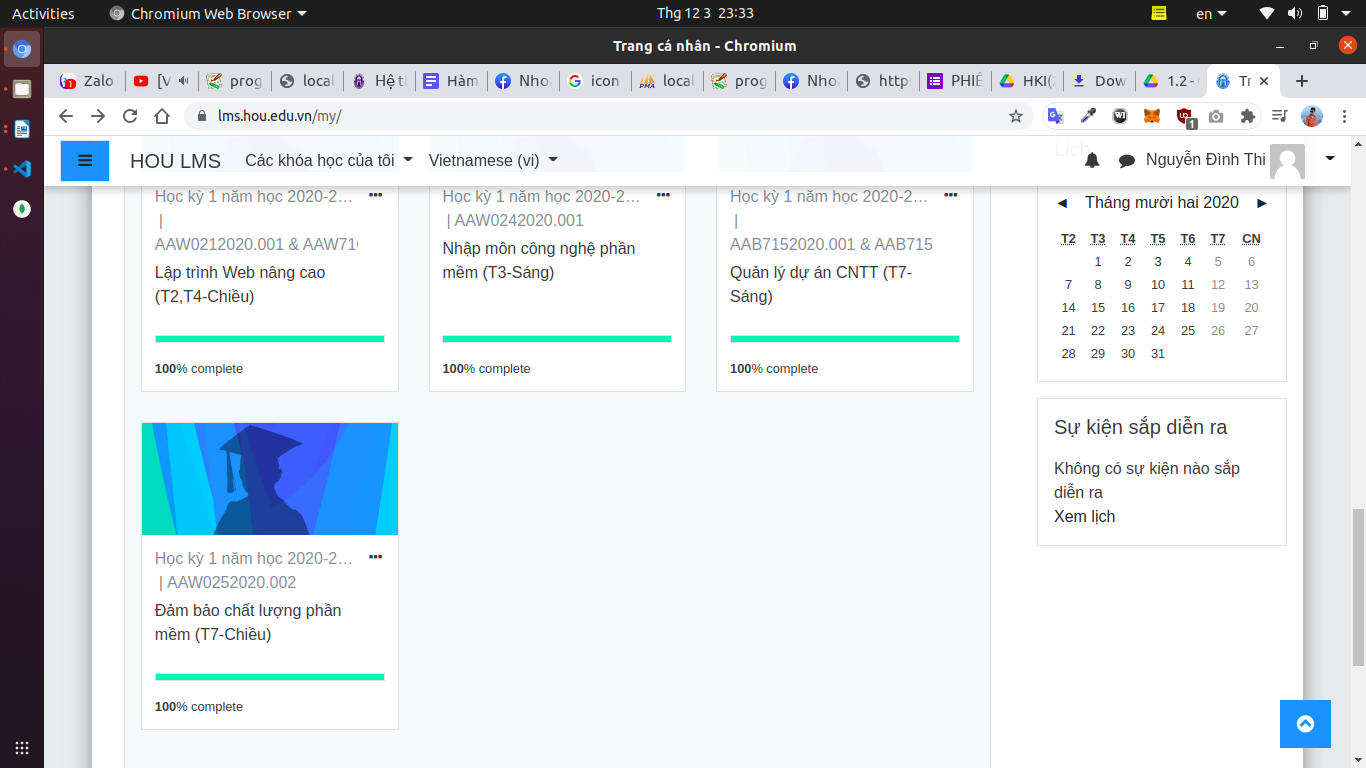 Activities
Chromium Web Browser
Thg 12 3 23:33
en
Trang cá nhân - Chromium
1
Zalo
[V
prog
local
Hệ tl
Hàm
Nhoa
icon
PMA
local
prog
Nhoa
http
PHIẾ
HKI(
Dow
1.2 -
Tr
lms.hou.edu.vn/my/
1
HOU LMS
Các khóa học của tôi
Vietnamese (vi)
Lịch
Nguyễn Đình Thi
Học kỳ 1 năm học 2020-2…
|
AAW0212020.001 & AAW710
Lập trình Web nâng cao
(T2,T4-Chiều)
100% complete
Học kỳ 1 năm học 2020-2…
| AAW0242020.001
Nhập môn công nghệ phần
mềm (T3-Sáng)
100% complete
Học kỳ 1 năm học 2020-2…
|
AAB7152020.001 & AAB715
Quản lý dự án CNTT (T7-
Sáng)
100% complete
Học kỳ 1 năm học 2020-2…
| AAW0252020.002
Đảm bảo chất lượng phần
mềm (T7-Chiều)
100% complete
◄ Tháng mười hai 2020 ►
T2 T3 T4 T5 T6 T7 CN
1 2 3 4 5 6
7 8 9 10 11 12 13
14 15 16 17 18 19 20
21 22 23 24 25 26 27
28 29 30 31
Sự kiện sắp diễn ra
Không có sự kiện nào sắp
diễn ra
Xem lịch